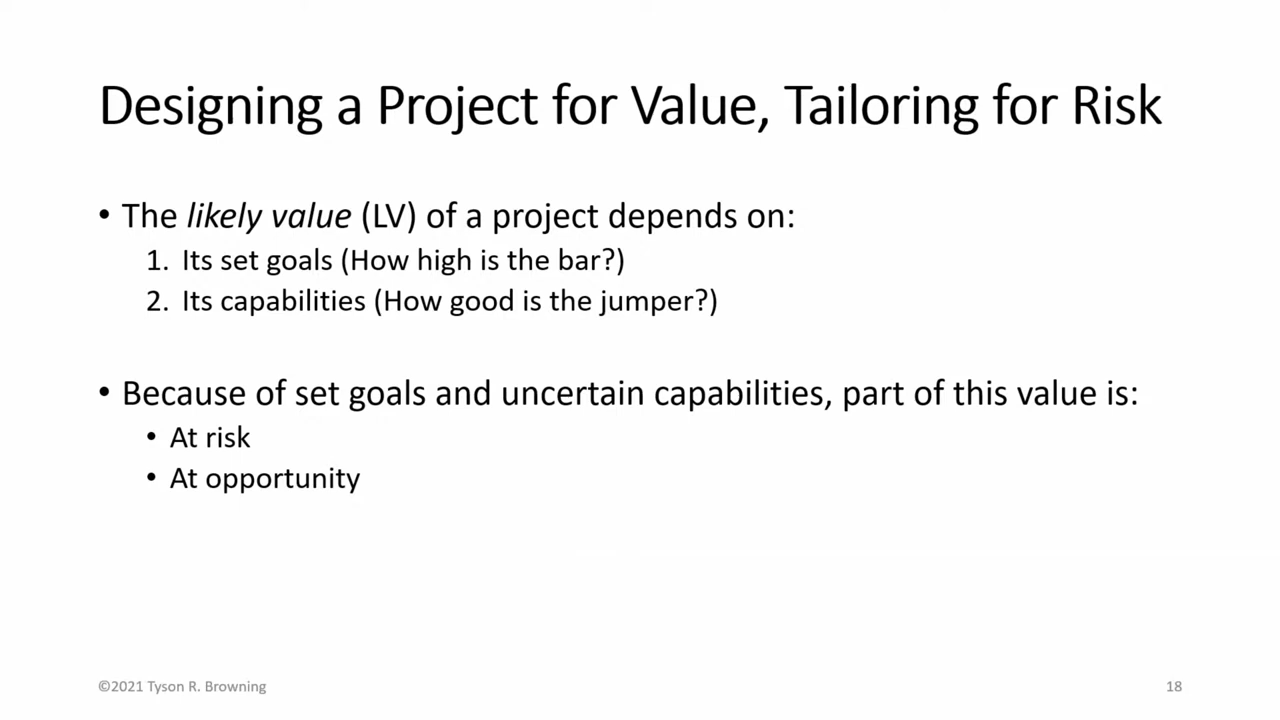 Designing a Project for Value, Tailoring for Risk
• The likely value (LV) of a project depends on:
1. Its set goals (How high is the bar?)
2. Its capabilities (How good is the jumper?)
• Because of set goals and uncertain capabilities, part of this value is:
• At risk
• At opportunity
©2021 Tyson R. Browning
18